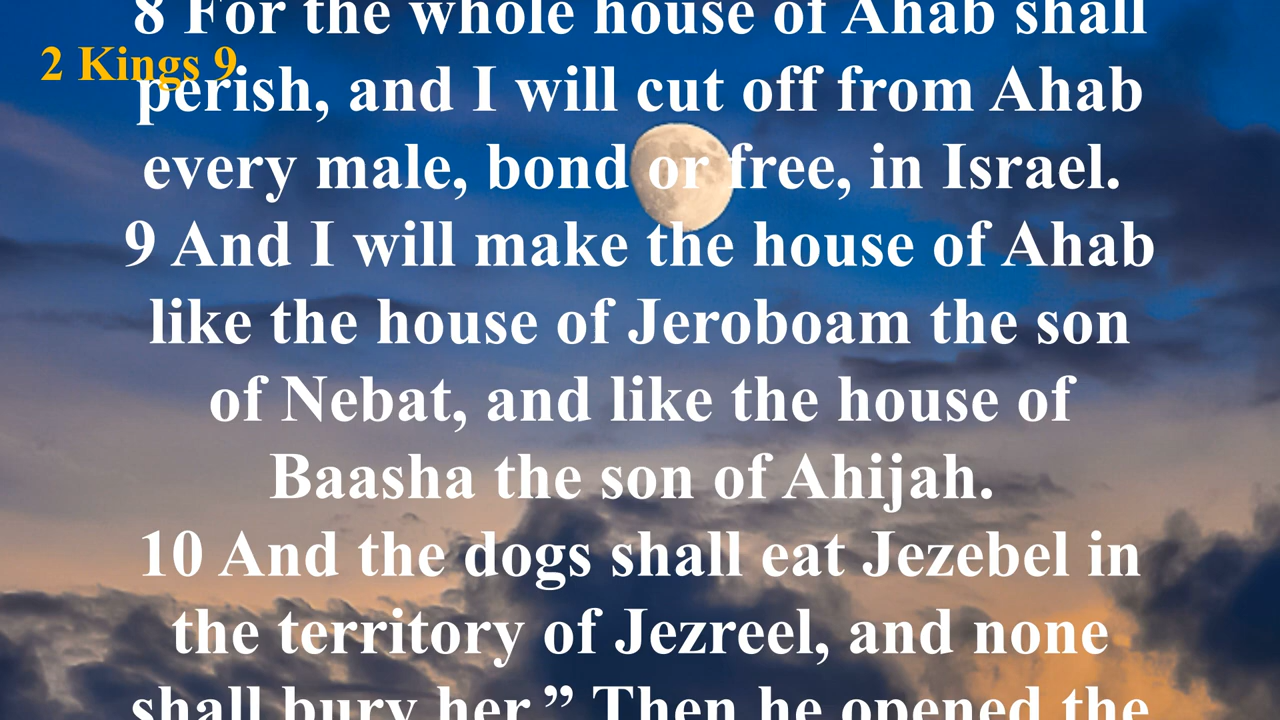 8 For the whole house of Ahab shall
2 Kings 9
perish, and I will cut off from Ahab
every male, bond or free, in Israel.
9 And I will make the house of Ahab
like the house of Jeroboam the son
of Nebat, and like the house of
Baasha the son of Ahijah.
10 And the dogs shall eat Jezebel in
the territory of Jezreel, and none
shall bury her.” Then he opened the